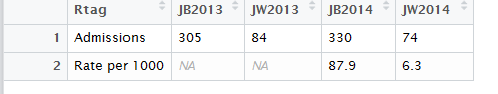 Rtag JB2013 JW2013 JB2014 JW2014
1 Admissions 305 84 330 74
2 Rate per 1000 NA NA 87.9 6.3